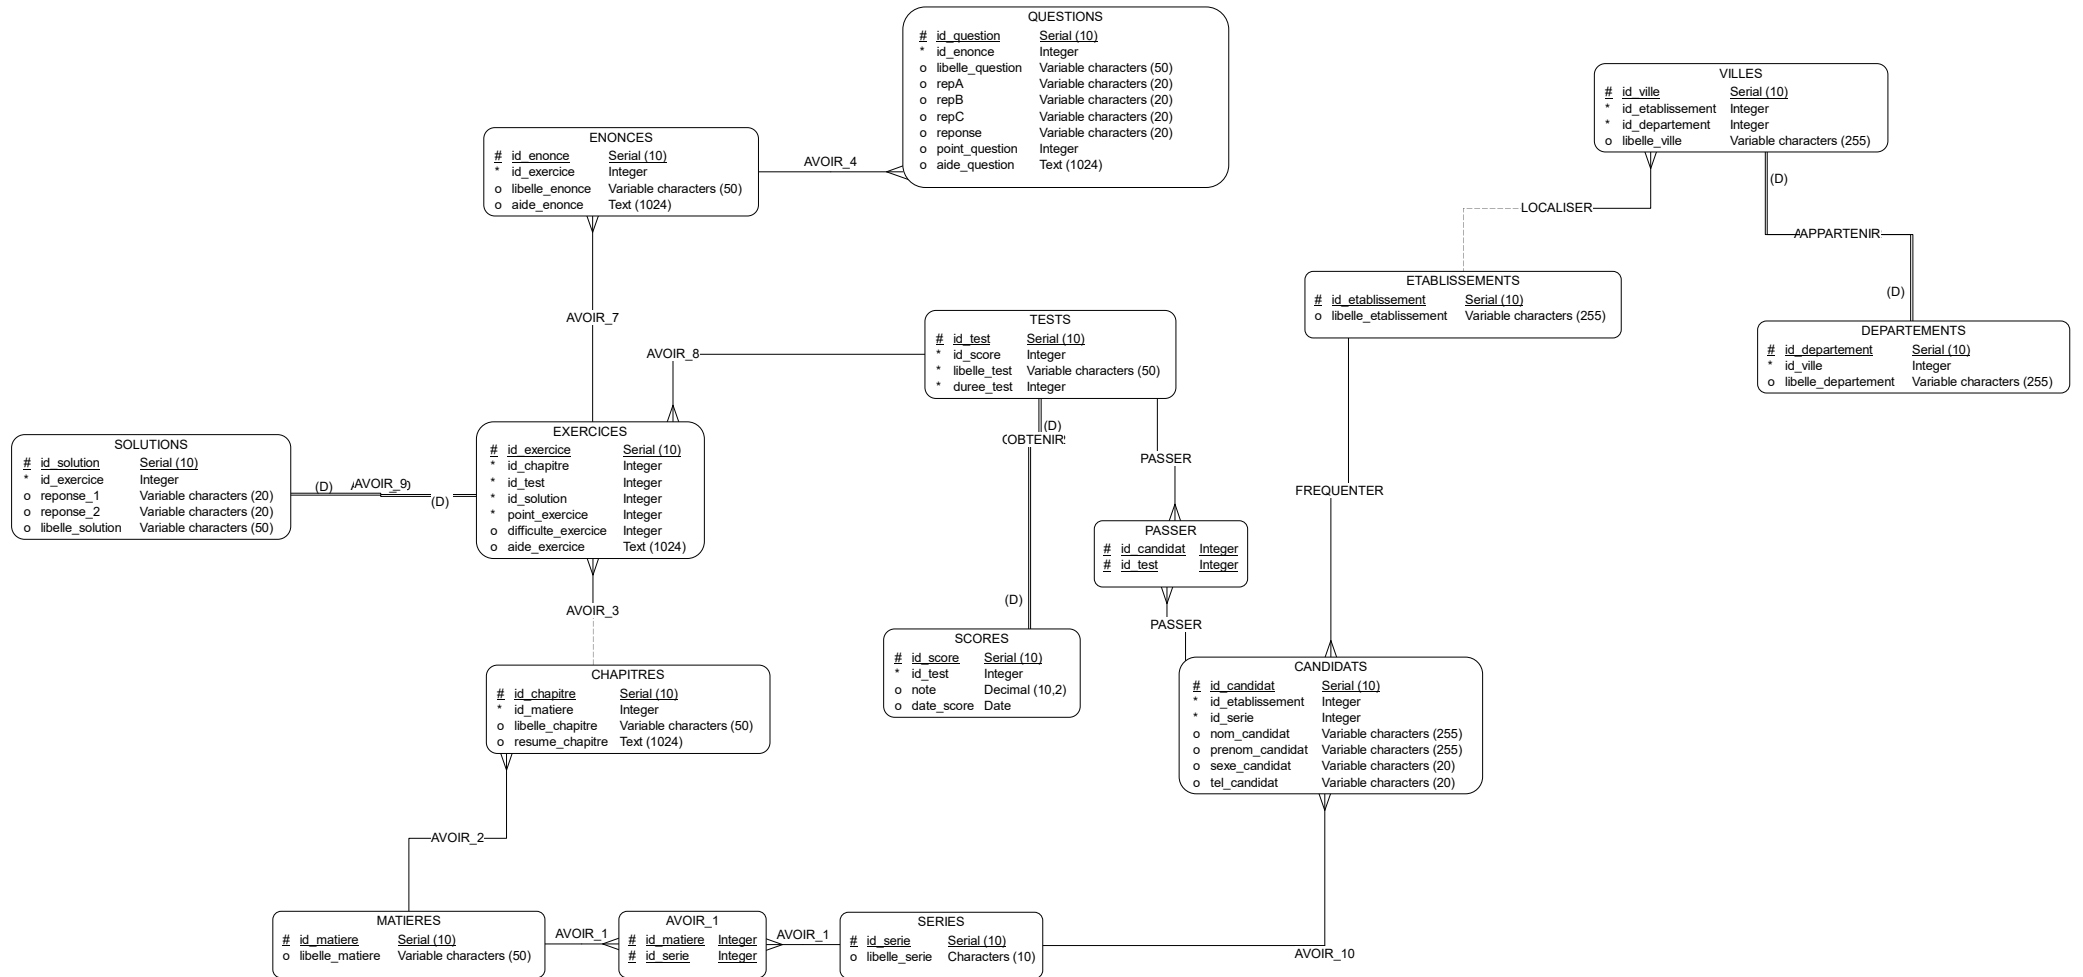 QUESTIONS
# id_question Serial (10)
* id_enonce Integer
o libelle_question Variable characters (50)
o repA Variable characters (20)
o repB Variable characters (20)
o repC Variable characters (20)
o reponse Variable characters (20)
o point_question Integer
o aide_question Text (1024)
VILLES
# id_ville Serial (10)
* id_etablissement Integer
* id_departement Integer
o libelle_ville Variable characters (255)
ENONCES
# id_enonce Serial (10)
* id_exercice Integer
o libelle_enonce Variable characters (50)
o aide_enonce Text (1024)
AVOIR_4
(D)
LOCALISER
APPARTENIR
ETABLISSEMENTS
# id_etablissement Serial (10)
o libelle_etablissement Variable characters (255)
(D)
DEPARTEMENTS
# id_departement Serial (10)
* id_ville Integer
o libelle_departement Variable characters (255)
AVOIR_7
TESTS
# id_test Serial (10)
* id_score Integer
* libelle_test Variable characters (50)
* duree_test Integer
AVOIR_8
(D)
OBTENIR
PASSER
EXERCICES
# id_exercice Serial (10)
* id_chapitre Integer
* id_test Integer
* id_solution Integer
* point_exercice Integer
o difficulte_exercice Integer
o aide_exercice Text (1024)
SOLUTIONS
# id_solution Serial (10)
* id_exercice Integer
o reponse_1 Variable characters (20)
o reponse_2 Variable characters (20)
o libelle_solution Variable characters (50)
(D)
AVOIR_9
(D)
FREQUENTER
PASSER
# id_candidat Integer
# id_test Integer
(D)
PASSER
AVOIR_3
SCORES
# id_score Serial (10)
* id_test Integer
o note Decimal (10,2)
o date_score Date
CANDIDATS
# id_candidat Serial (10)
* id_etablissement Integer
* id_serie Integer
o nom_candidat Variable characters (255)
o prenom_candidat Variable characters (255)
o sexe_candidat Variable characters (20)
o tel_candidat Variable characters (20)
CHAPITRES
# id_chapitre Serial (10)
* id_matiere Integer
o libelle_chapitre Variable characters (50)
o resume_chapitre Text (1024)
AVOIR_2
MATIERES
# id_matiere Serial (10)
o libelle_matiere Variable characters (50)
AVOIR_1
AVOIR_1
# id_matiere Integer
# id_serie Integer
AVOIR_1
SERIES
# id_serie Serial (10)
o libelle_serie Characters (10)
AVOIR_10